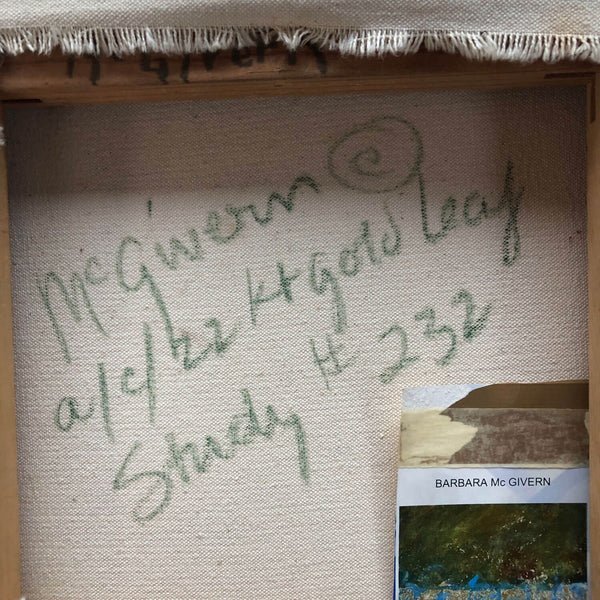 McGivern ©
a/c/22 kt gold leaf
Study # 232
BARBARA Mc GIVERN